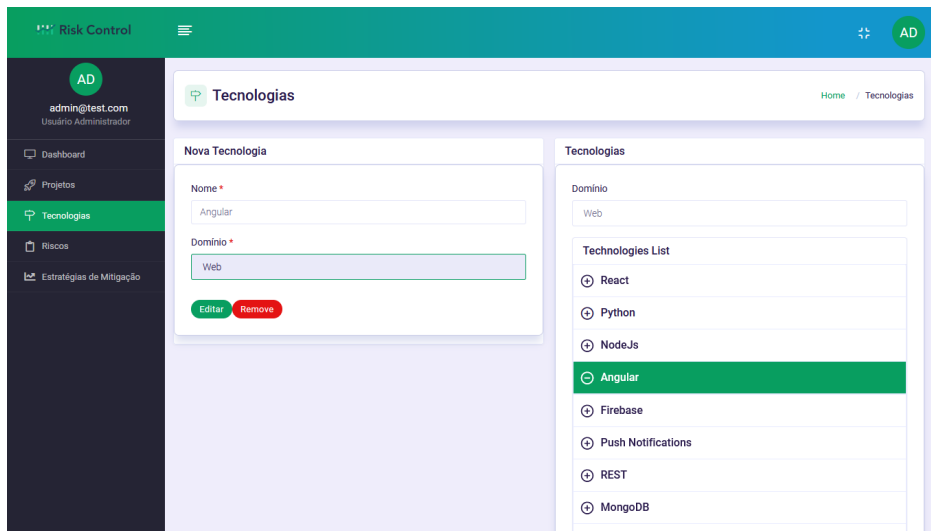 Risk Control
AD
AD
admin@test.com
Usuário Administrador
Dashboard
Projetos
Tecnologias
Riscos
Estratégias de Mitigação
Tecnologias
Home / Tecnologias
Nova Tecnologia
Nome *
Angular
Domínio *
Web
Editar Remove
Tecnologias
Domínio
Web
Technologies List
React
Python
NodeJs
Angular
Firebase
Push Notifications
REST
MongoDB